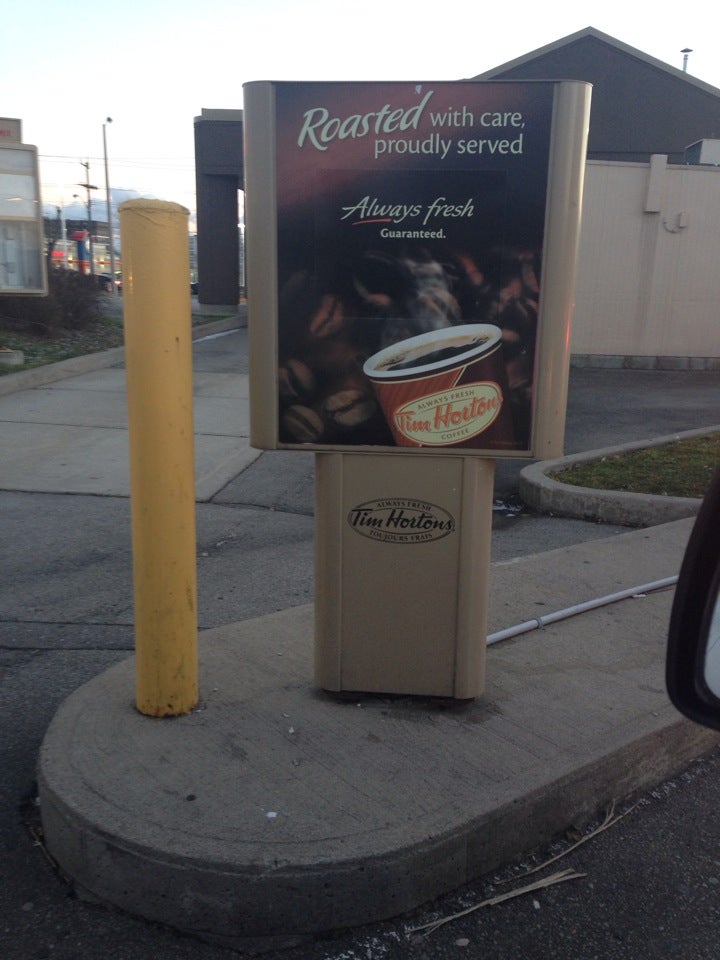 Roasted with care,
proudly served
Always fresh
Guaranteed.
ALWAYS FRESH
Tim Hortons
COFFEE
ALWAYS FRESH
Tim Hortons
TOUJOURS FRAIS